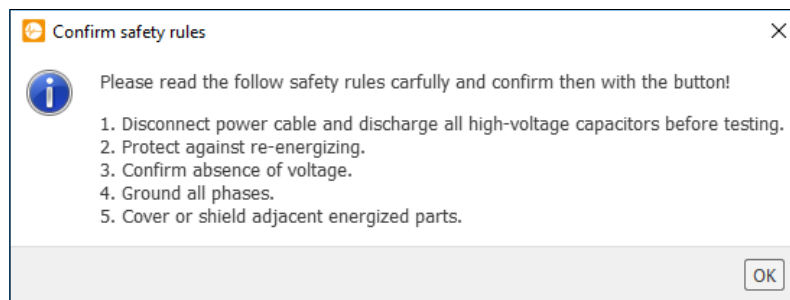 Confirm safety rules
Please read the follow safety rules carfully and confirm then with the button!
1. Disconnect power cable and discharge all high-voltage capacitors before testing.
2. Protect against re-energizing.
3. Confirm absence of voltage.
4. Ground all phases.
5. Cover or shield adjacent energized parts.
OK